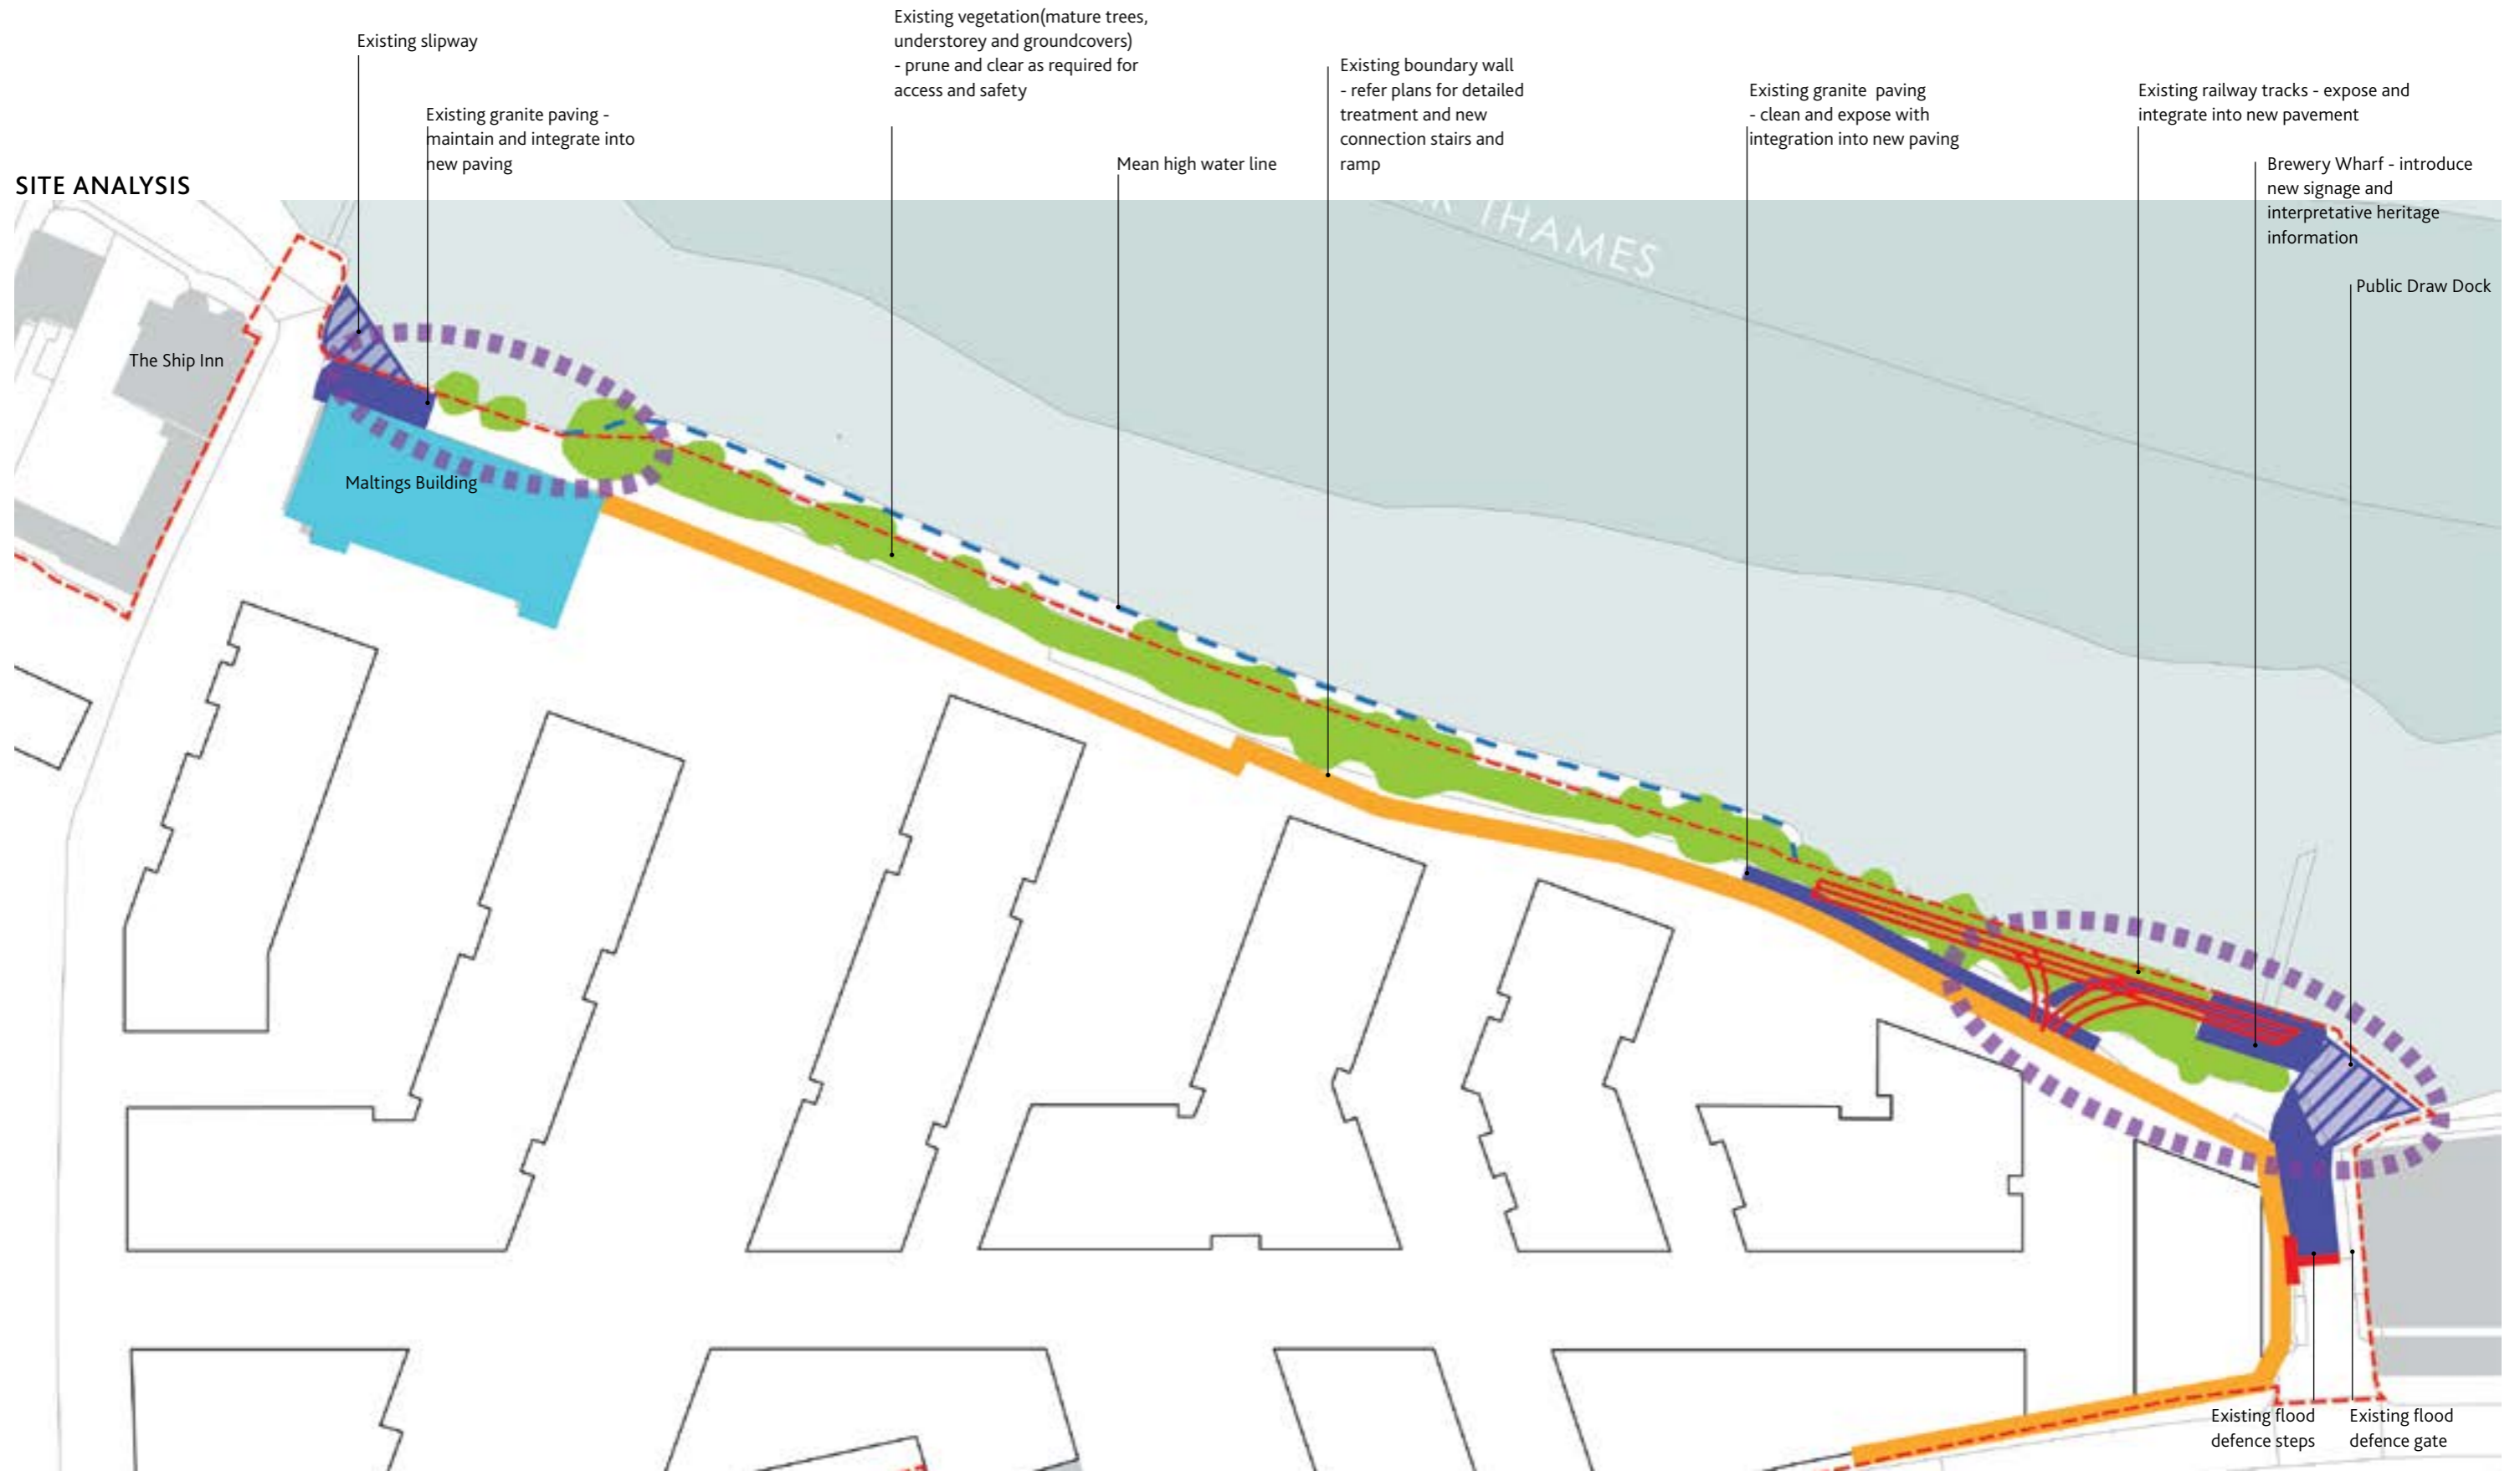 Existing slipway
Existing granite paving -
maintain and integrate into
new paving
Existing vegetation(mature trees,
understorey and groundcovers)
- prune and clear as required for
access and safety
Mean high water line
Existing boundary wall
- refer plans for detailed
treatment and new
connection stairs and
ramp
Existing granite  paving
- clean and expose with
integration into new paving
Existing railway tracks - expose and
integrate into new pavement
Brewery Wharf - introduce
new signage and
interpretative heritage
information
Public Draw Dock
SITE ANALYSIS
THAMES
The Ship Inn
Maltings Building
Existing flood
defence steps
Existing flood
defence gate